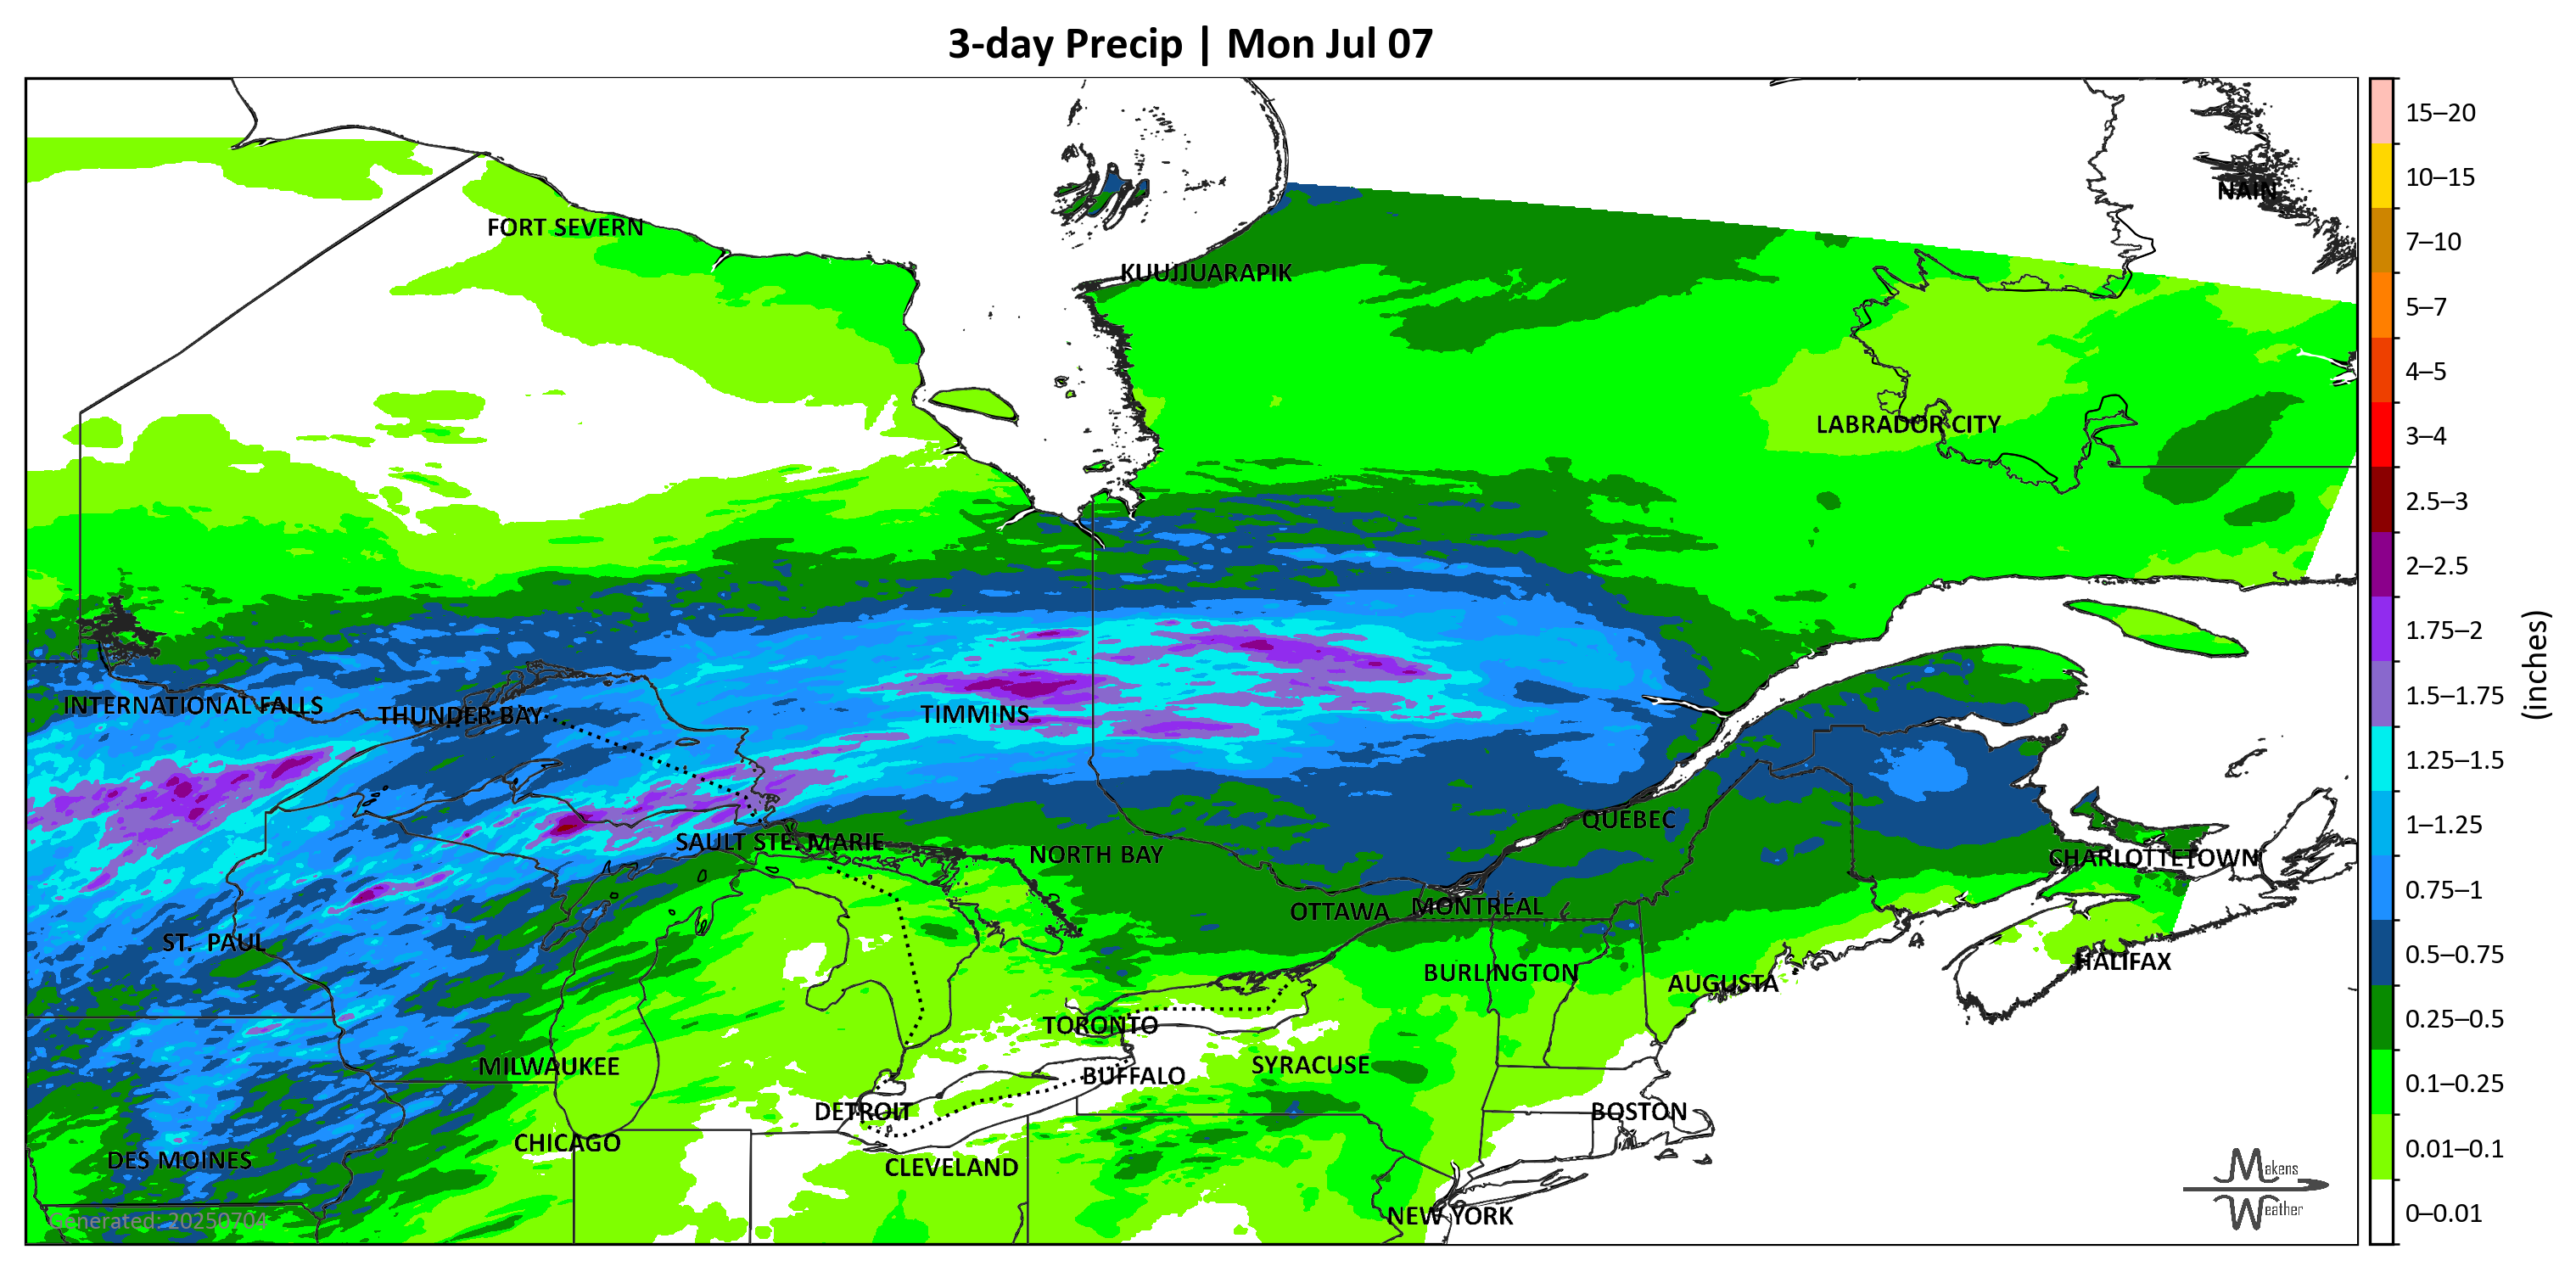 3-day Precip | Mon Jul 07
NAIN
FORT SEVERN
KUUJJUARAPIK
LABRADOR CITY
INTERNATIONAL FALLS
THUNDER BAY
TIMMINS
QUÉBEC
SAULT STE. MARIE
NORTH BAY
CHARLOTTETOWN
OTTAWA
MONTRÉAL
ST. PAUL
HALIFAX
BURLINGTON
AUGUSTA
TORONTO
MILWAUKEE
SYRACUSE
BUFFALO
DETROIT
BOSTON
CHICAGO
DES MOINES
CLEVELAND
NEW YORK
Generated: 20250704
Makens
Weather
15–20
10–15
7–10
5–7
4–5
3–4
2.5–3
2–2.5
1.75–2
1.5–1.75
1.25–1.5
1–1.25
0.75–1
0.5–0.75
0.25–0.5
0.1–0.25
0.01–0.1
0–0.01
(inches)